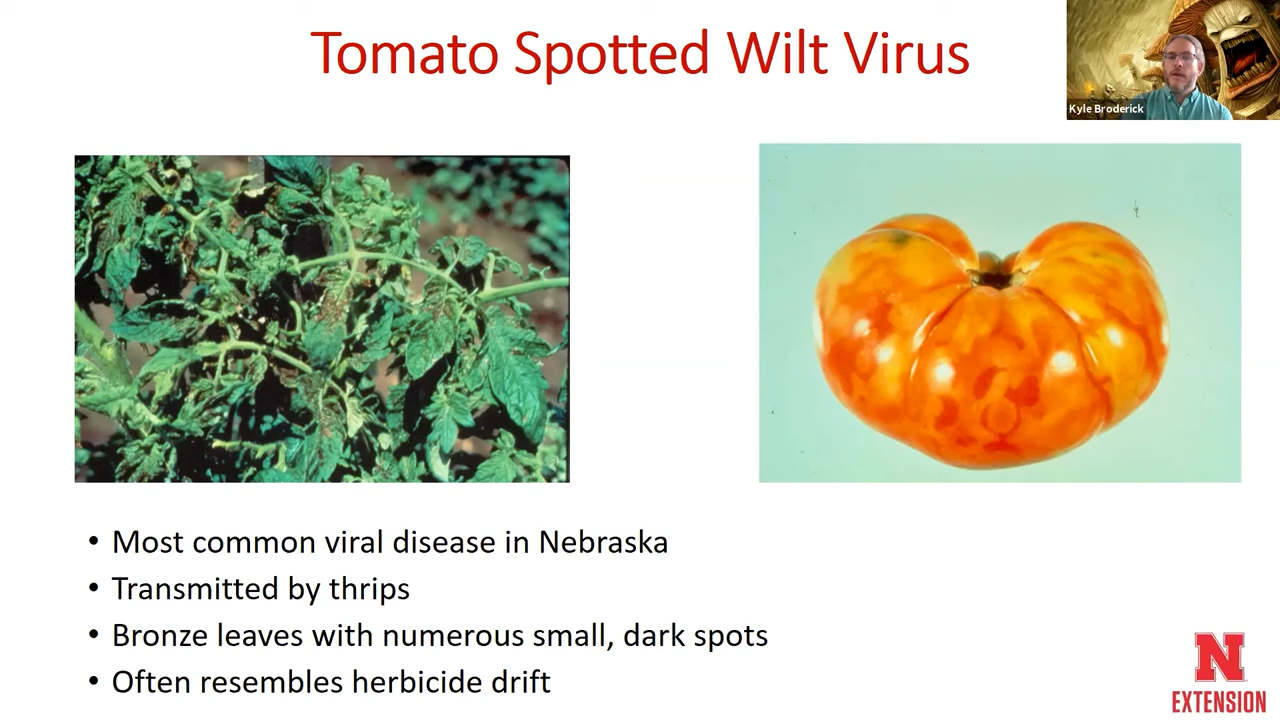 Tomato Spotted Wilt Virus
Kyle Broderick
• Most common viral disease in Nebraska
• Transmitted by thrips
• Bronze leaves with numerous small, dark spots
• Often resembles herbicide drift
N
EXTENSION